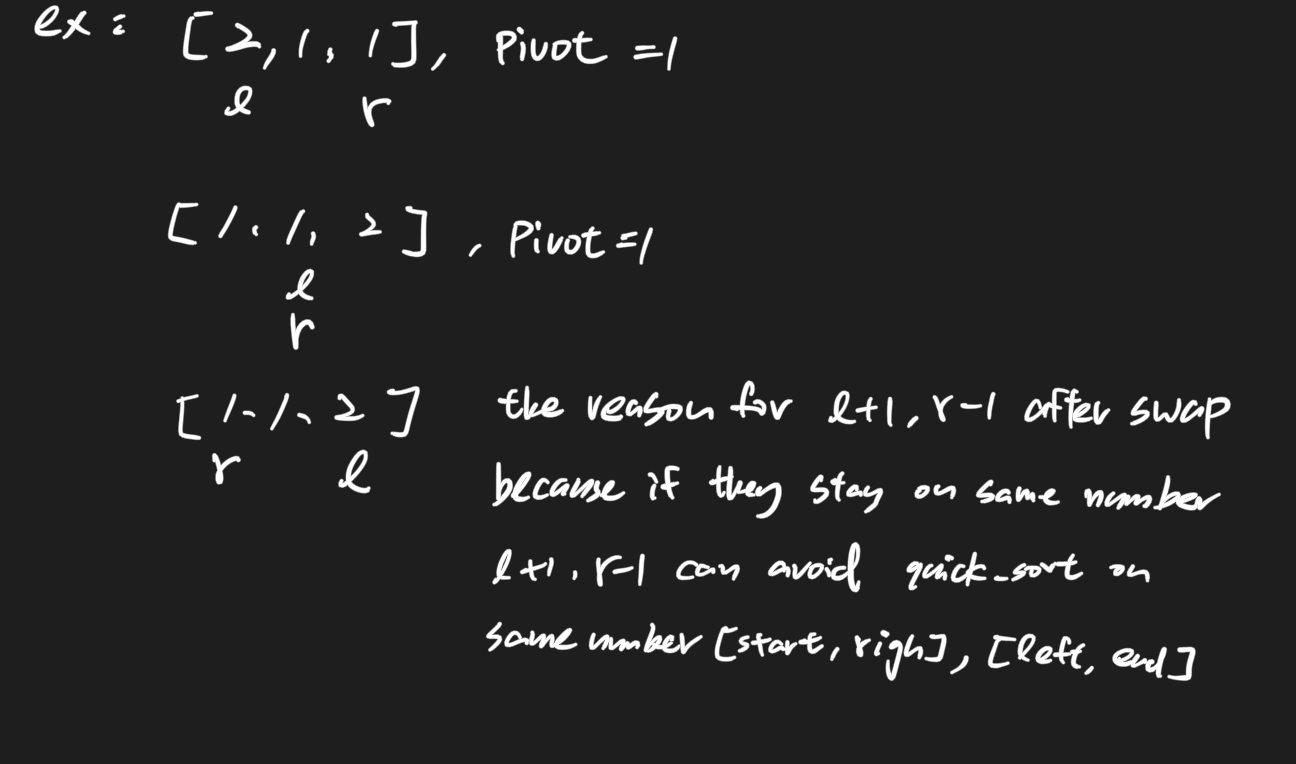 ex: [2, 1, 1], Pivot = 1
l r
[1, 1, 2], Pivot = 1
l
r
[1, 1, 2] the reason for l+1, r-1 after swap
r l because if they stay on same number
l+1, r-1 can avoid quick-sort on
same number [start, righ], [left, end]